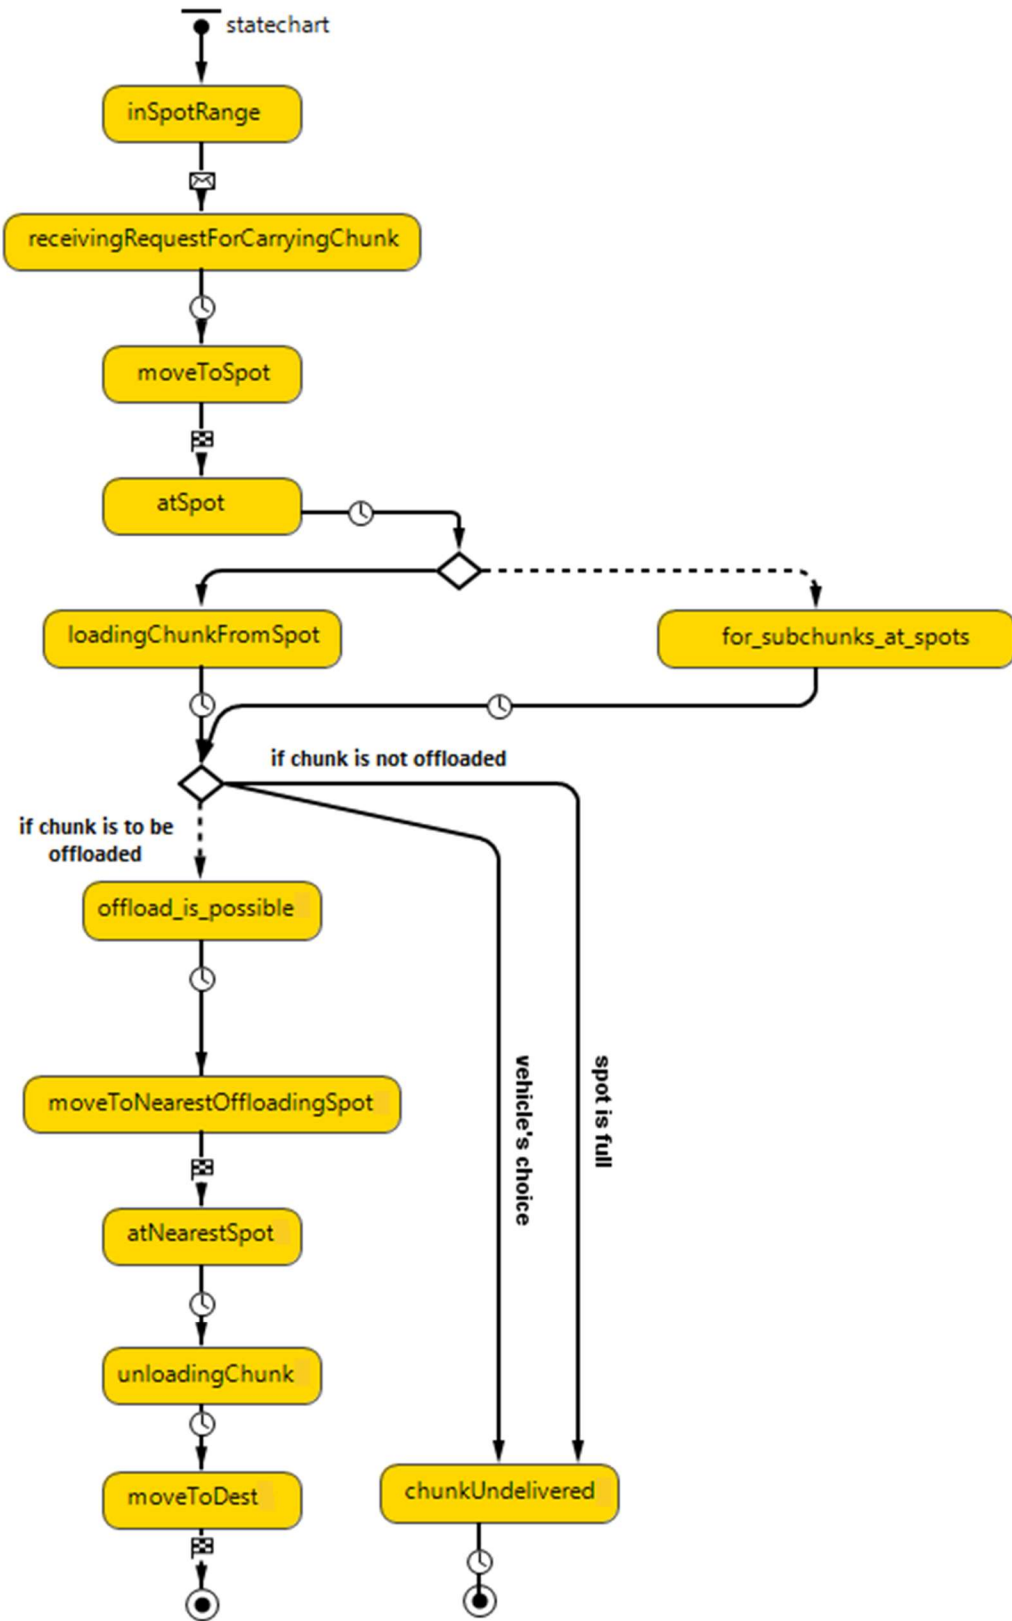 statechart
inSpotRange
receivingRequestForCarryingChunk
moveToSpot
atSpot
loadingChunkFromSpot
for_subchunks_at_spots
if chunk is not offloaded
if chunk is to be
offloaded
offload_is_possible
vehicle's choice
spot is full
moveToNearestOffloadingSpot
atNearestSpot
unloadingChunk
moveToDest
chunkUndelivered